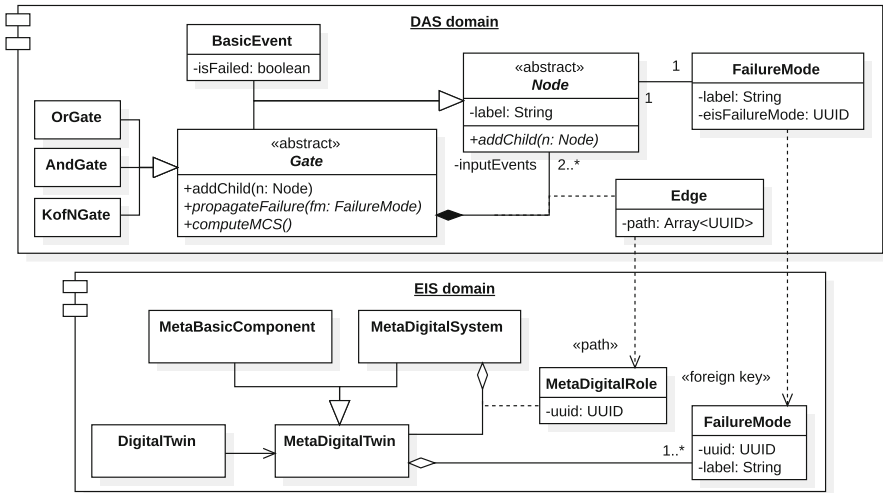 DAS domain
BasicEvent
-isFailed: boolean
«abstract»
Node
-label: String
+addChild(n: Node)
1
1
FailureMode
-label: String
-eisFailureMode: UUID
OrGate
AndGate
KofNGate
«abstract»
Gate
+addChild(n: Node)
+propagateFailure(fm: FailureMode)
+computeMCS()
-inputEvents
2..*
Edge
-path: Array<UUID>
EIS domain
MetaBasicComponent
MetaDigitalSystem
«path»
«foreign key»
MetaDigitalRole
-uuid: UUID
DigitalTwin
MetaDigitalTwin
1..*
FailureMode
-uuid: UUID
-label: String